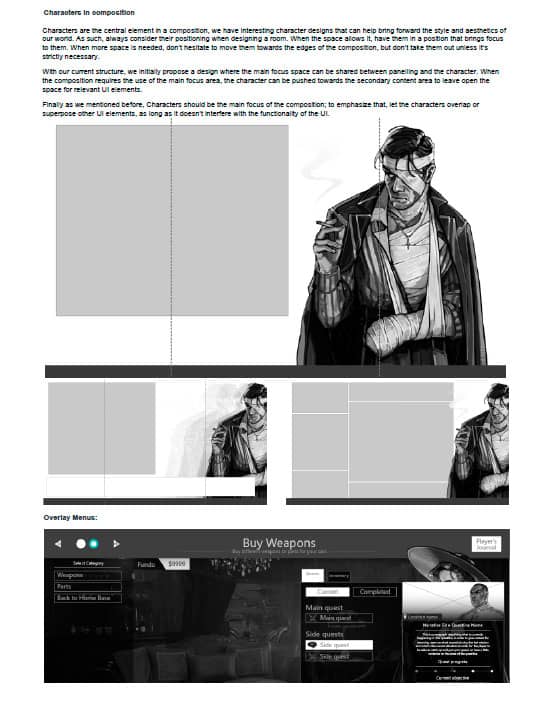 Characters in composition
Characters are the central element in a composition, we have interesting character designs that can help bring forward the style and aesthetics of
our world. As such, always consider their positioning when designing a room. When the space allows it, have them in a position that brings focus
to them. When more space is needed, don't hesitate to move them towards the edges of the composition, but don't take them out unless it's
strictly necessary.
With our current structure, we initially propose a design where the main focus space can be shared between panelling and the character. When
the composition requires the use of the main focus area, the character can be pushed towards the secondary content area to leave open the
space for relevant UI elements.
Finally as we mentioned before, Characters should be the main focus of the composition; to emphasize that, let the characters overlap or
superpose other UI elements, as long as it doesn't interfere with the functionality of the UI.
Overlay Menus:
Buy Weapons
Buy different weapons or parts for your
Player's
Journal
Select Category
Funds:
$9999
Weapons
Parts
Back to Home Base
Inventory
Current
Completed
Main quest
Main quest
Side quests
Side quest
Side quest
Location name
Narrative Title Questline Name
Quest progress
Current objective